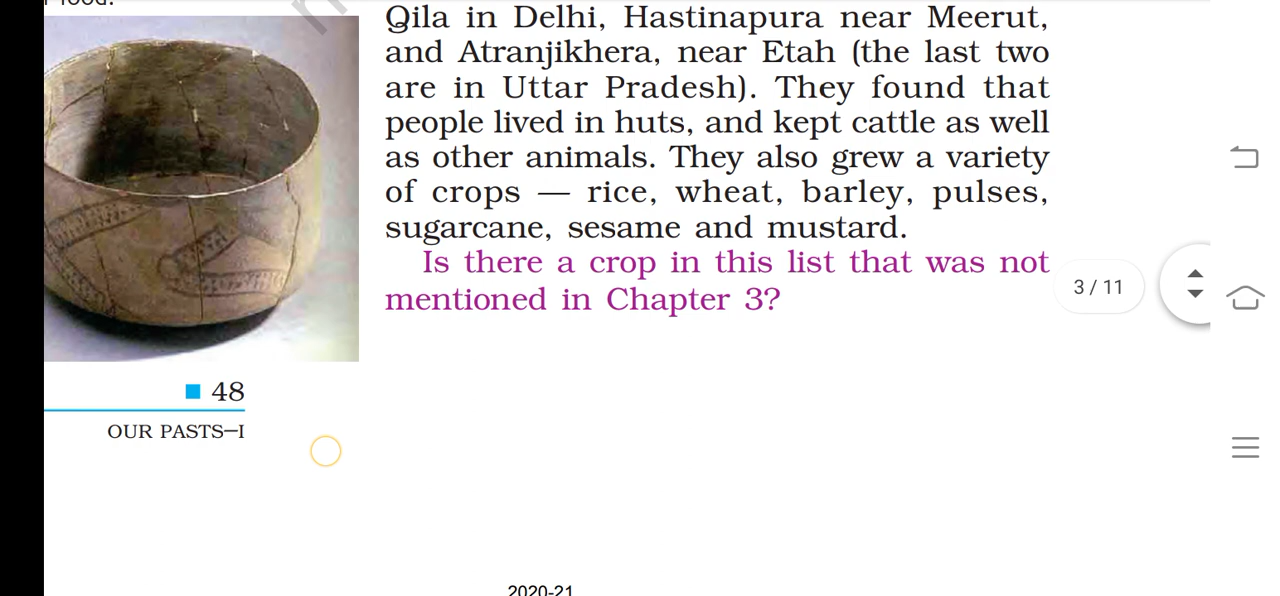 Qila in Delhi, Hastinapura near Meerut,
and Atranjikhera, near Etah (the last two
are in Uttar Pradesh). They found that
people lived in huts, and kept cattle as well
as other animals. They also grew a variety
of crops — rice, wheat, barley, pulses,
sugarcane, sesame and mustard.
Is there a crop in this list that was not
mentioned in Chapter 3?
3 / 11
48
OUR PASTS–I
2020-21